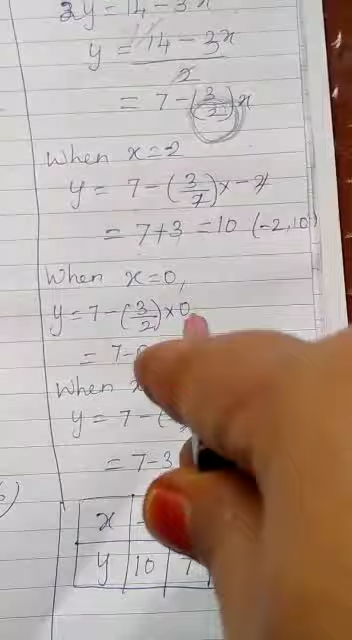 2y = 14 - 3x
y = 14 - 3x / 2
= 7 - (3/2)x
When x = 2
y = 7 - (3/2) x - 2
= 7 + 3 = 10 (-2, 10)
When x = 0,
y = 7 - (3/2) x 0
= 7 -
When
y = 7 - (
= 7 - 3
x
y 10 7